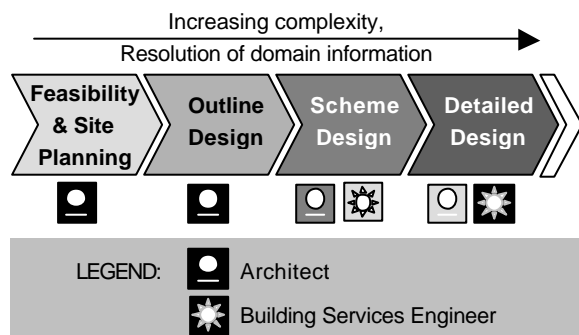 Increasing complexity,
Resolution of domain information
Feasibility
& Site
Planning
Outline
Design
Scheme
Design
Detailed
Design
LEGEND:
Architect
Building Services Engineer